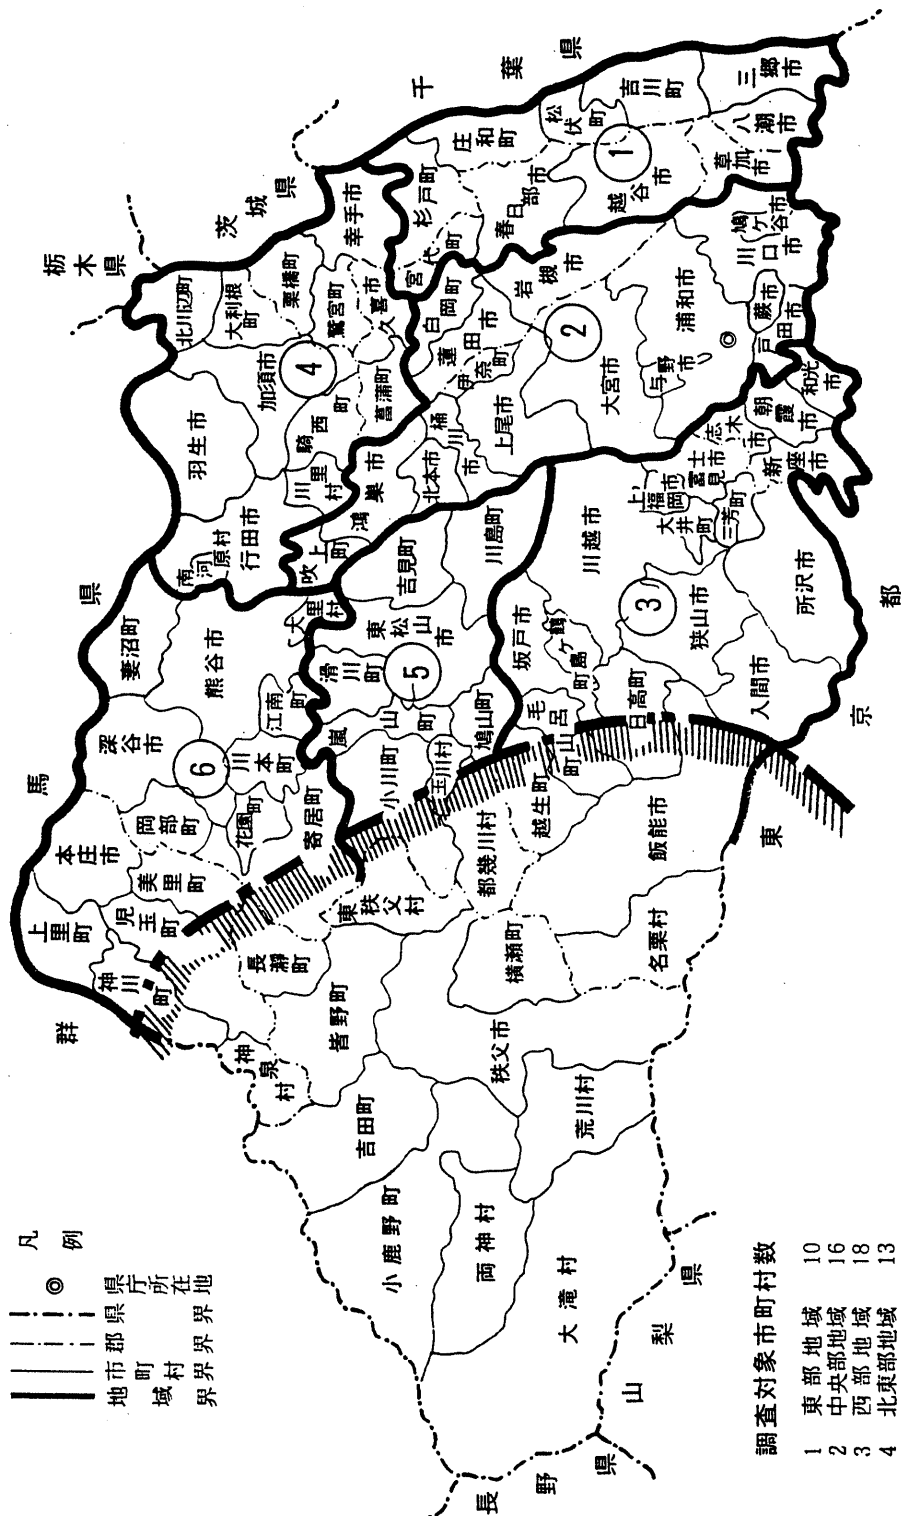 凡例
◎ 県庁所在地
県界
郡界
市町村界
地域界
群馬県
栃木県
茨城県
千葉県
東京都
山梨県
長野県
上里町
本庄市
神川町
児玉町
美里町
岡部町
深谷市
妻沼町
熊谷市
6
川本町
花園町
江南町
寄居町
大里村
長瀞町
皆野町
神泉村
吉田町
小鹿野町
両神村
大滝村
荒川村
秩父市
横瀬町
東秩父村
名栗村
飯能市
都幾川村
越生町
玉川村
小川町
嵐山町
滑川町
東松山市
5
鳩山町
吉見町
川島町
毛呂山町
坂戸市
鶴ヶ島町
日高町
3
川越市
狭山市
入間市
所沢市
大井町
上福岡市
三芳町
富士見市
志木市
新座市
朝霞市
和光市
南河原村
行田市
羽生市
加須市
4
北川辺町
大利根町
栗橋町
幸手市
鷲宮町
久喜市
菖蒲町
騎西町
川里村
吹上町
鴻巣市
北本市
桶川市
上尾市
伊奈町
蓮田市
白岡町
岩槻市
2
大宮市
与野市
浦和市
◎
川口市
鳩ヶ谷市
蕨市
戸田市
宮代町
杉戸町
春日部市
庄和町
松伏町
1
越谷市
吉川町
草加市
八潮市
三郷市
調査対象市町村数
1 東部地域 10
2 中央部地域 16
3 西部地域 18
4 北東部地域 13